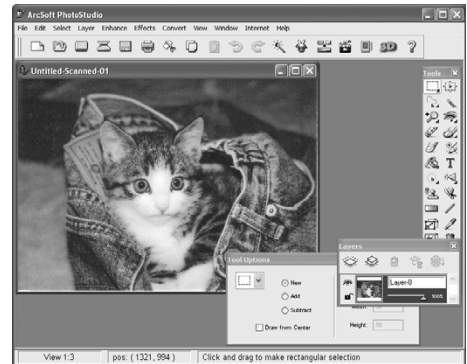 ArcSoft PhotoStudio
File Edit Select Layer Enhance Effects Convert View Window Internet Help
3D ?
Untitled-Scanned-01
Tools
T
Tool Options
New
Add
Subtract
Draw from Center
Height:
Layers
Layer-0
100%
View 1:3 pos: ( 1321, 994 ) Click and drag to make rectangular selection